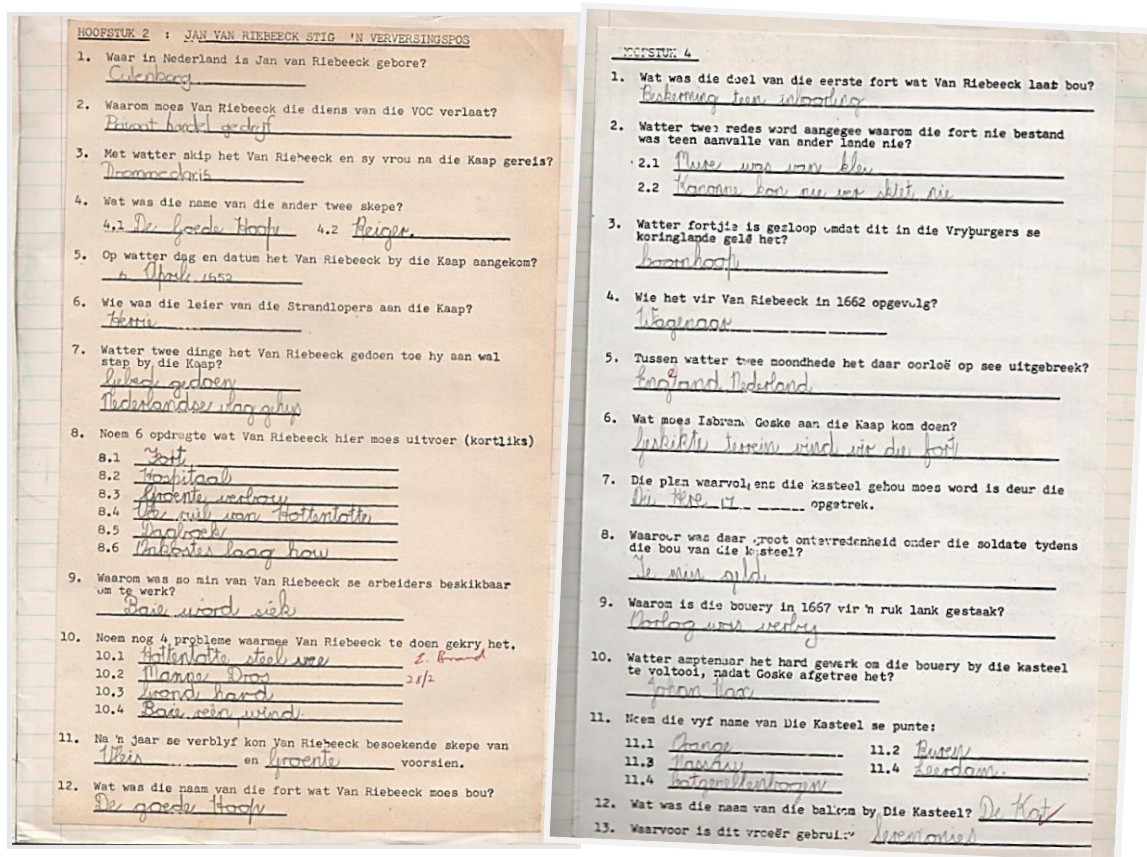 HOOFSTUK 2 : JAN VAN RIEBEECK STIG 'N VERVERSINGSPOS
1. Waar in Nederland is Jan van Riebeeck gebore?
Culenborg
2. Waarom moes Van Riebeeck die diens van die VOC verlaat?
Privaat handel gedrijf
3. Met watter skip het Van Riebeeck en sy vrou na die Kaap gereis?
Drommedaris
4. Wat was die name van die ander twee skepe?
4.1 De Goede Hoop 4.2 Reiger.
5. Op watter dag en datum het Van Riebeeck by die Kaap aangekom?
6 April 1652
6. Wie was die leier van die Strandlopers aan die Kaap?
Herrie
7. Watter twee dinge het Van Riebeeck gedoen toe hy aan wal
stap by die Kaap?
Gebed gedoen
Nederlandse vlag gehys
8. Noem 6 opdragte wat Van Riebeeck hier moes uitvoer (kortliks)
8.1 Fort
8.2 Hospitaal
8.3 Groente verbou
8.4 Vee ruil van Hottentotte
8.5 Dagboek
8.6 Onkostes laag hou
9. Waarom was so min van Van Riebeeck se arbeiders beskikbaar
om te werk?
Baie word siek
10. Noem nog 4 probleme waarmee Van Riebeeck te doen gekry het.
10.1 Hottentotte steel vee
10.2 Manne Dros 28/2
10.3 Grond hard
10.4 Baie reën, wind.
11. Na 'n jaar se verblyf kon Van Riebeeck besoekende skepe van
Vleis en Groente voorsien.
12. Wat was die naam van die fort wat Van Riebeeck moes bou?
De goede Hoop
HOOFSTUK 4
1. Wat was die doel van die eerste fort wat Van Riebeeck laat bou?
Beskerming teen inboorling
2. Watter twee redes word aangegee waarom die fort nie bestand
was teen aanvalle van ander lande nie?
2.1 Mure was van klei
2.2 Kanonne kon nie ver skiet nie
3. Watter fortjie is gesloop omdat dit in die Vryburgers se
koringlande gelê het?
Coornhoop
4. Wie het vir Van Riebeeck in 1662 opgevolg?
Wagenaar
5. Tussen watter twee moondhede het daar oorloë op see uitgebreek?
Engeland Nederland
6. Wat moes Isbrand Goske aan die Kaap kom doen?
Geskikte terrein vind vir die fort
7. Die plan waarvolgens die kasteel gebou moes word is deur die
Die Here 17 opgetrek.
8. Waaroor was daar groot ontevredenheid onder die soldate tydens
die bou van die kasteel?
Te min geld
9. Waarom is die bouery in 1667 vir 'n ruk lank gestaak?
Oorlog was verby
10. Watter amptenaar het hard gewerk om die bouery by die kasteel
te voltooi, nadat Goske afgetree het?
Johan Bax
11. Noem die vyf name van Die Kasteel se punte:
11.1 Orange 11.2 Buren
11.3 Nassau 11.4 Leerdam.
11.4 Catzenellenbogen
12. Wat was die naam van die balkon by Die Kasteel? De Kat
13. Waarvoor is dit vroeër gebruik? Seremonies